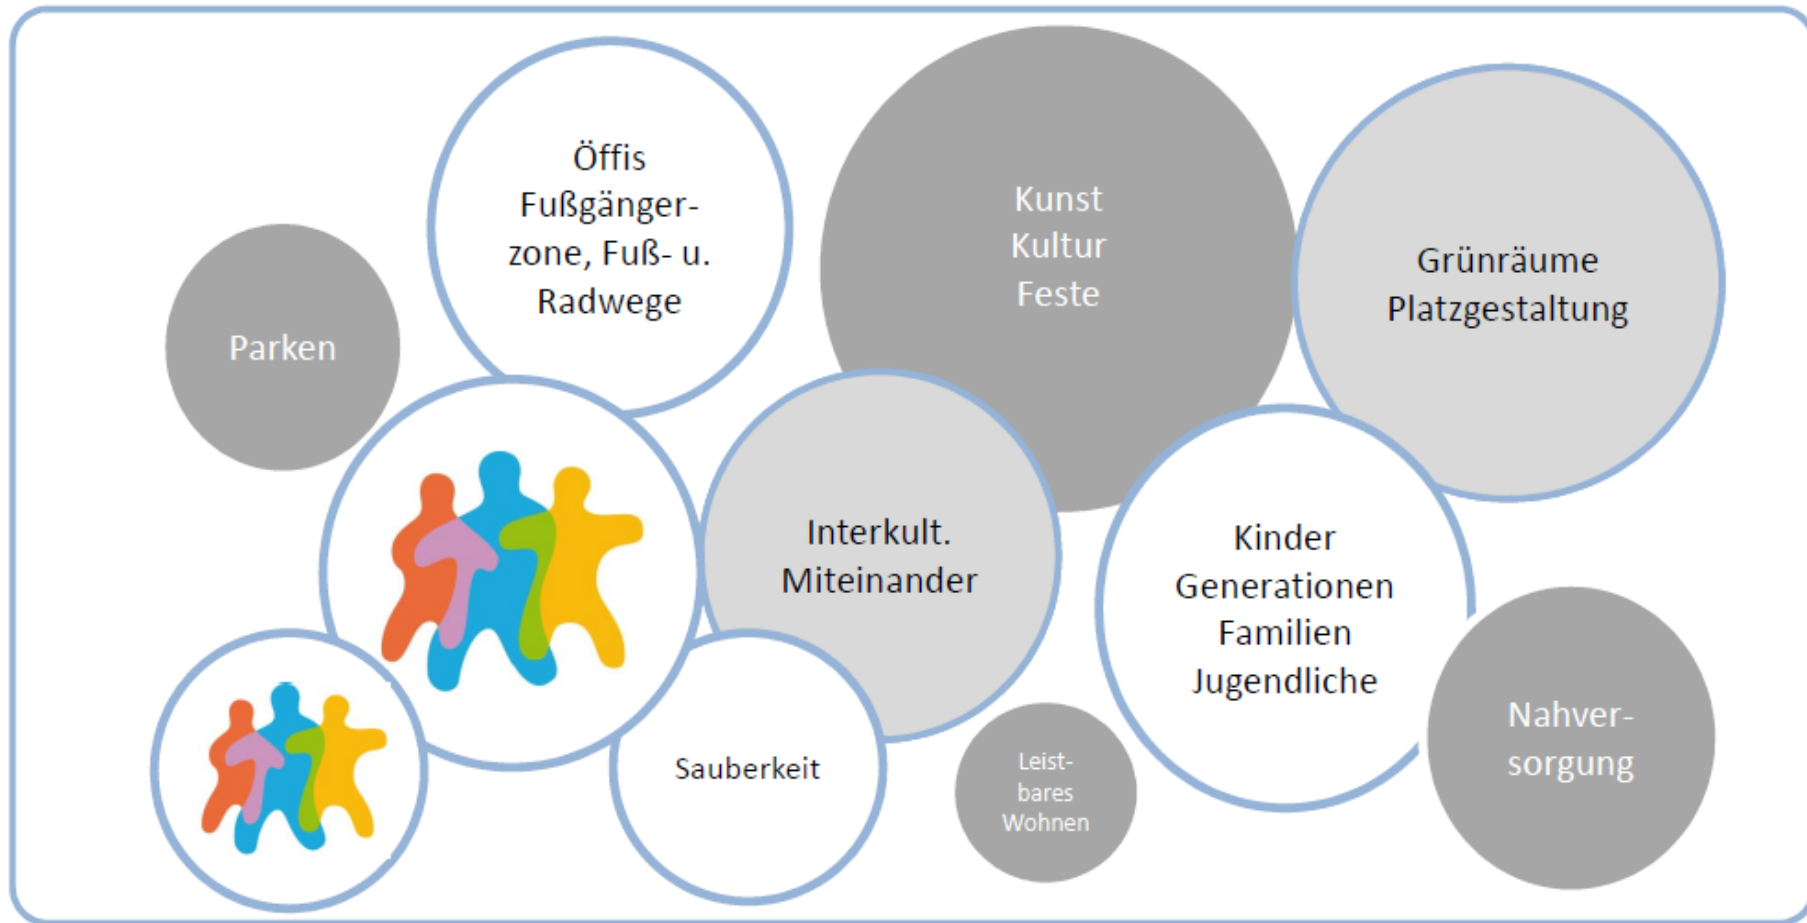 Öffis
Fußgänger-
zone, Fuß- u.
Radwege
Kunst
Kultur
Feste
Grünräume
Platzgestaltung
Parken
Interkult.
Miteinander
Kinder
Generationen
Familien
Jugendliche
Nahver-
sorgung
Sauberkeit
Leist-
bares
Wohnen